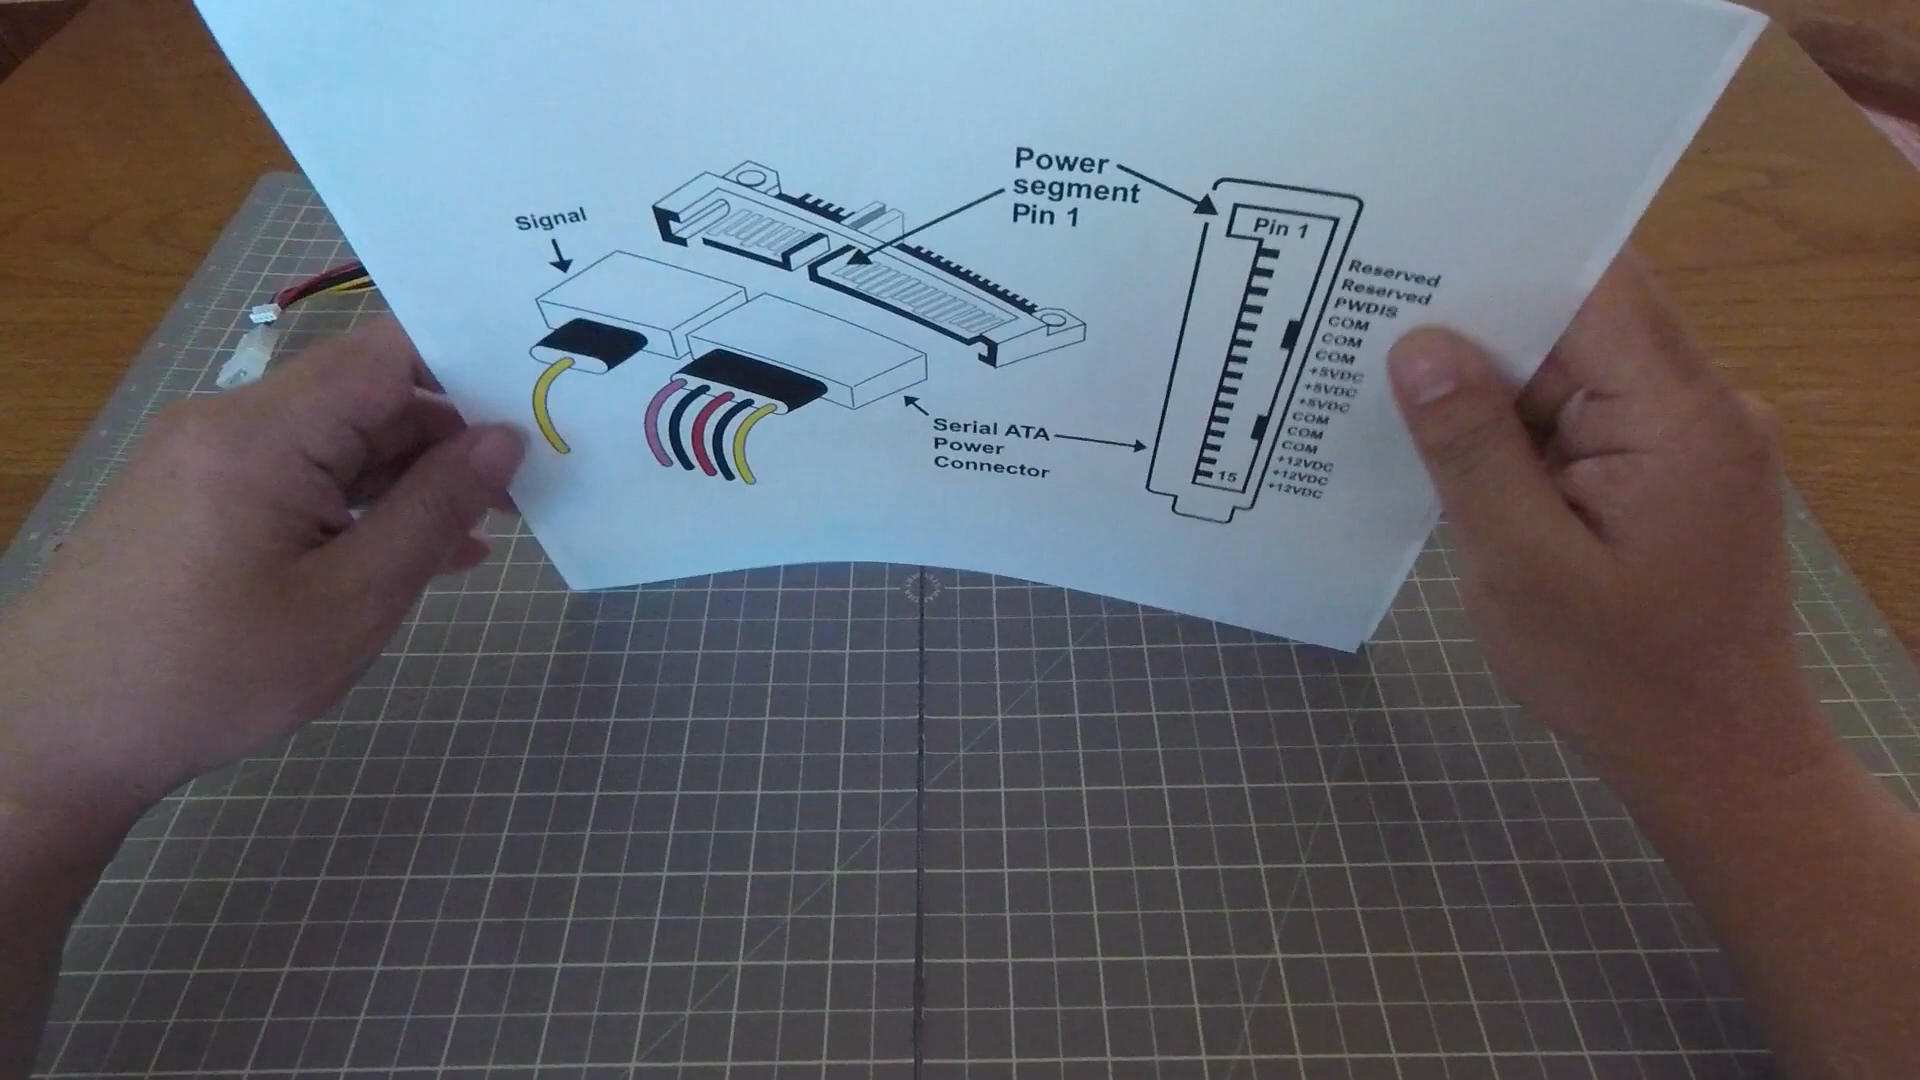 Signal
Power
segment
Pin 1
Serial ATA
Power
Connector
Pin 1
15
Reserved
Reserved
PWDIS
COM
COM
COM
+5VDC
+5VDC
+5VDC
COM
COM
COM
+12VDC
+12VDC
+12VDC